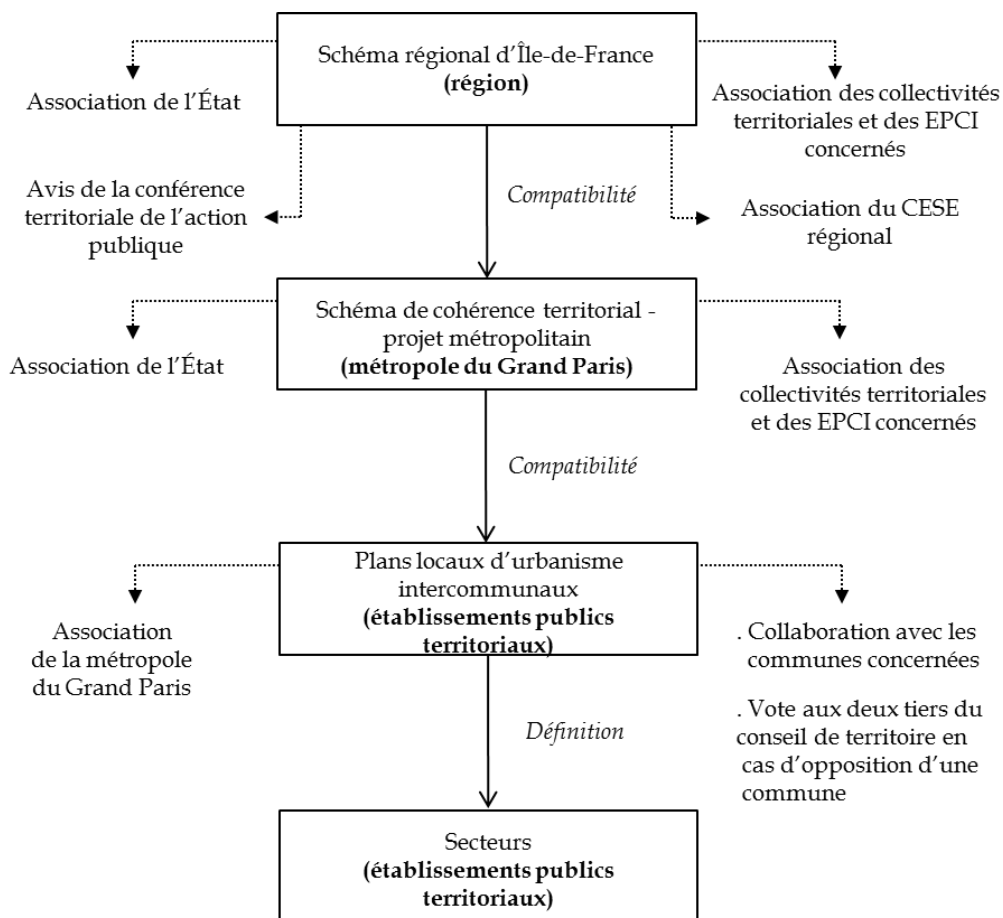 Schéma régional d'Île-de-France
(région)
Association de l'État
Association des collectivités
territoriales et des EPCI
concernés
Avis de la conférence
territoriale de l'action
publique
Compatibilité
Association du CESE
régional
Schéma de cohérence territorial -
projet métropolitain
(métropole du Grand Paris)
Association de l'État
Association des
collectivités territoriales
et des EPCI concernés
Compatibilité
Plans locaux d'urbanisme
intercommunaux
(établissements publics
territoriaux)
Association
de la métropole
du Grand Paris
. Collaboration avec les
communes concernées
. Vote aux deux tiers du
conseil de territoire en
cas d'opposition d'une
commune
Définition
Secteurs
(établissements publics
territoriaux)